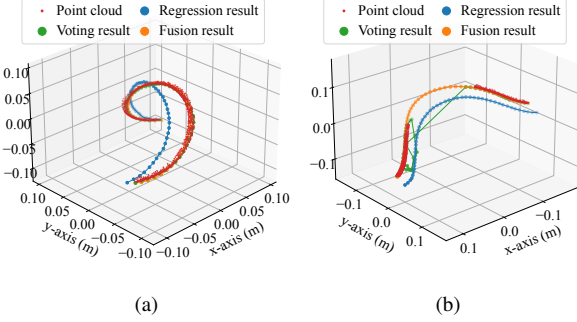 Point cloud Regression result
Voting result Fusion result
0.10
0.05
0.00
−0.05
−0.10
0.10
0.05
0.00
−0.05
−0.10
y-axis (m)
0.10
0.05
0.00
−0.05
−0.10
x-axis (m)
(a)
Point cloud Regression result
Voting result Fusion result
0.1
0.0
−0.1
−0.1
0.0
0.1
y-axis (m)
−0.1
0.0
0.1
x-axis (m)
(b)